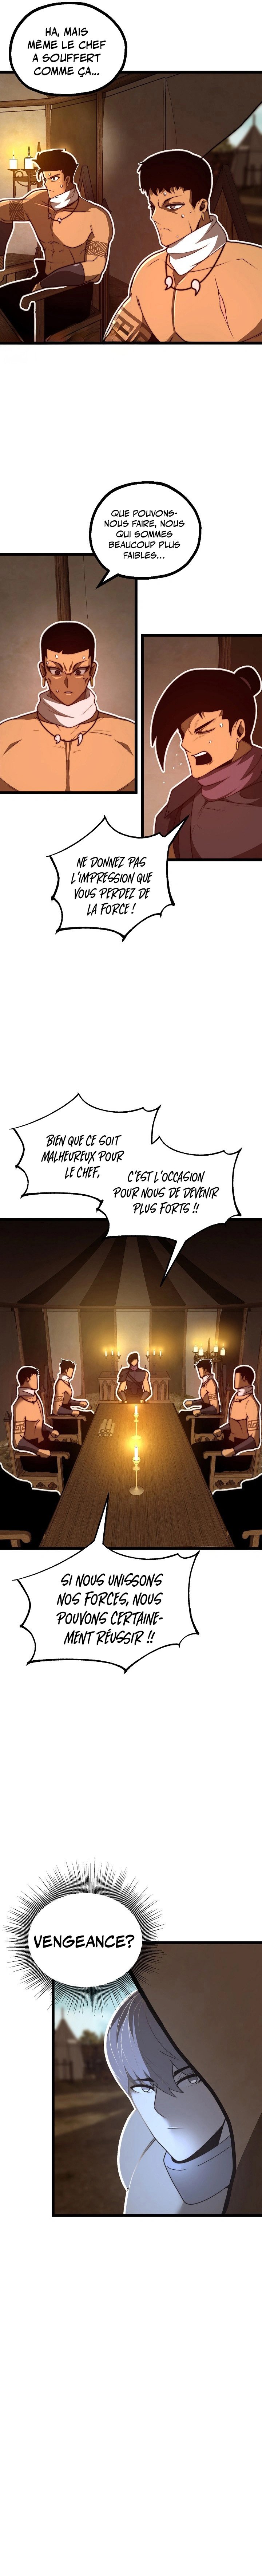 HA, MAIS
MÊME LE CHEF
A SOUFFERT
COMME ÇA...
QUE POUVONS-
NOUS FAIRE, NOUS
QUI SOMMES
BEAUCOUP PLUS
FAIBLES...
NE DONNEZ PAS
L'IMPRESSION QUE
VOUS PERDEZ DE
LA FORCE !
BIEN QUE CE SOIT
MALHEUREUX POUR
LE CHEF,
C'EST L'OCCASION
POUR NOUS DE DEVENIR
PLUS FORTS !!
SI NOUS UNISSONS
NOS FORCES, NOUS
POUVONS CERTAINE-
MENT RÉUSSIR !!
VENGEANCE?